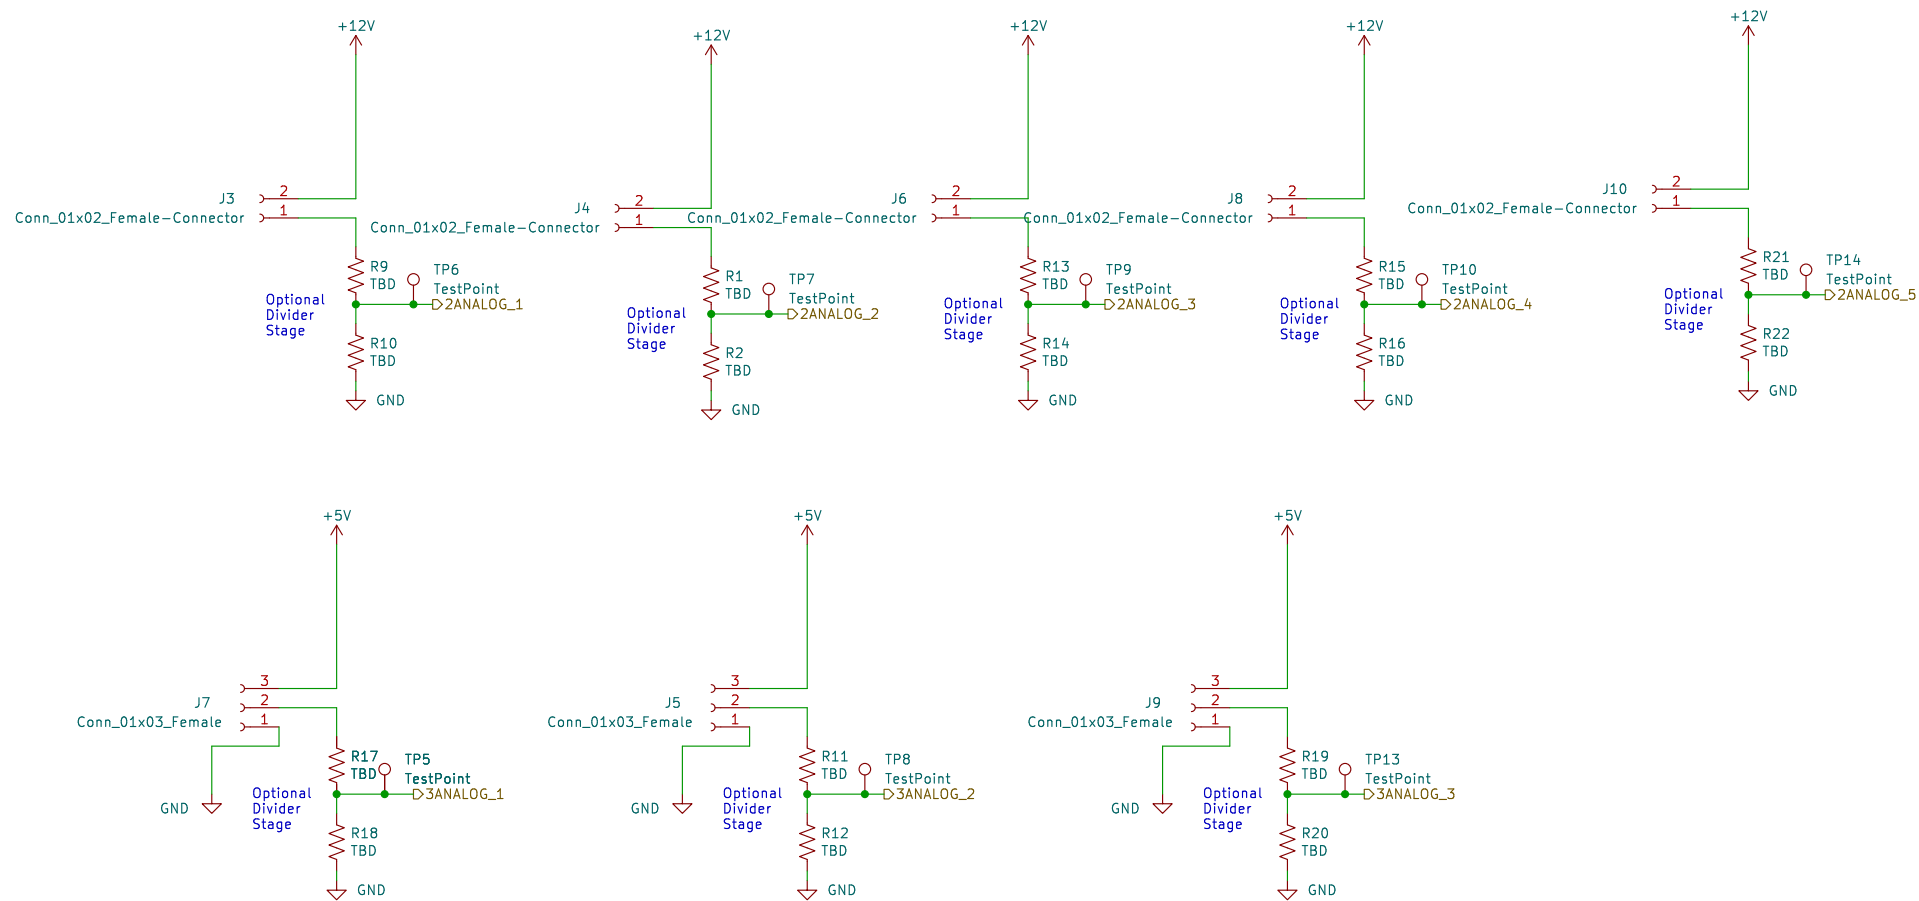 +12V
J3
Conn_01x02_Female-Connector
2
1
R9
TBD
TP6
TestPoint
2ANALOG_1
Optional
Divider
Stage
R10
TBD
GND
+12V
J4
Conn_01x02_Female-Connector
2
1
R1
TBD
TP7
TestPoint
2ANALOG_2
Optional
Divider
Stage
R2
TBD
GND
+12V
J6
Conn_01x02_Female-Connector
2
1
R13
TBD
TP9
TestPoint
2ANALOG_3
Optional
Divider
Stage
R14
TBD
GND
+12V
J8
Conn_01x02_Female-Connector
2
1
R15
TBD
TP10
TestPoint
2ANALOG_4
Optional
Divider
Stage
R16
TBD
GND
+12V
J10
Conn_01x02_Female-Connector
2
1
R21
TBD
TP14
TestPoint
2ANALOG_5
Optional
Divider
Stage
R22
TBD
GND
+5V
J7
Conn_01x03_Female
3
2
1
GND
R17
TBD
TP5
TestPoint
3ANALOG_1
Optional
Divider
Stage
R18
TBD
GND
+5V
J5
Conn_01x03_Female
3
2
1
GND
R11
TBD
TP8
TestPoint
3ANALOG_2
Optional
Divider
Stage
R12
TBD
GND
+5V
J9
Conn_01x03_Female
3
2
1
GND
R19
TBD
TP13
TestPoint
3ANALOG_3
Optional
Divider
Stage
R20
TBD
GND